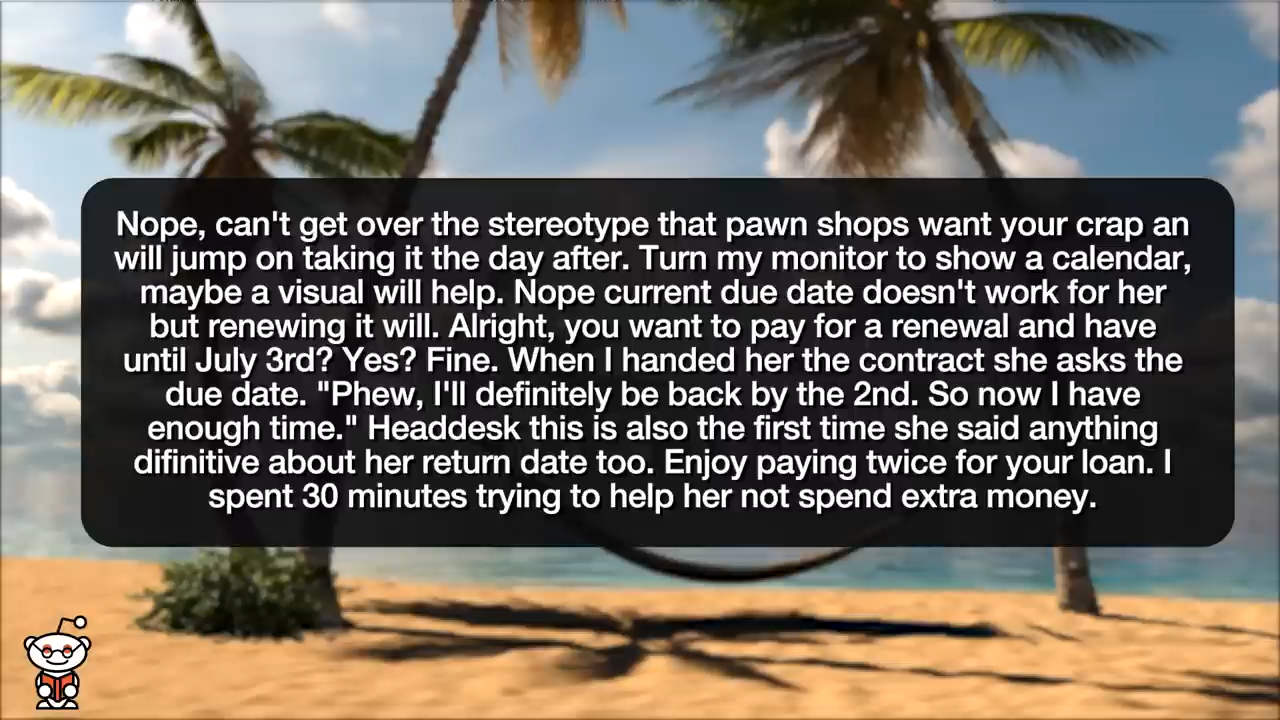 Nope, can't get over the stereotype that pawn shops want your crap an
will jump on taking it the day after. Turn my monitor to show a calendar,
maybe a visual will help. Nope current due date doesn't work for her
but renewing it will. Alright, you want to pay for a renewal and have
until July 3rd? Yes? Fine. When I handed her the contract she asks the
due date. "Phew, I'll definitely be back by the 2nd. So now I have
enough time." Headdesk this is also the first time she said anything
difinitive about her return date too. Enjoy paying twice for your loan. I
spent 30 minutes trying to help her not spend extra money.